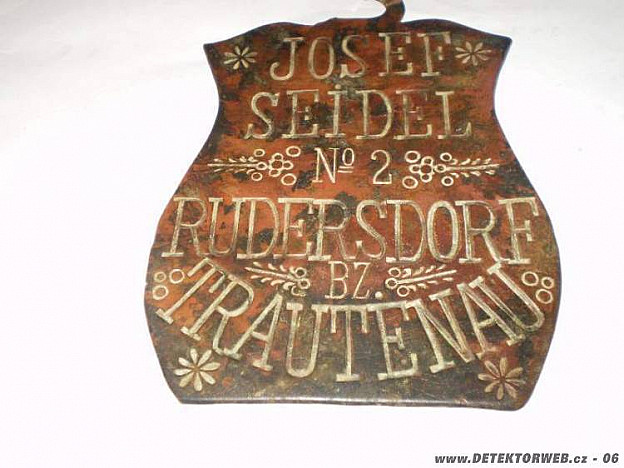 JOSEF
SEIDEL
No 2
RUDERSDORF
BZ.
TRAUTENAU
www.DETEKTORWEB.cz - 06